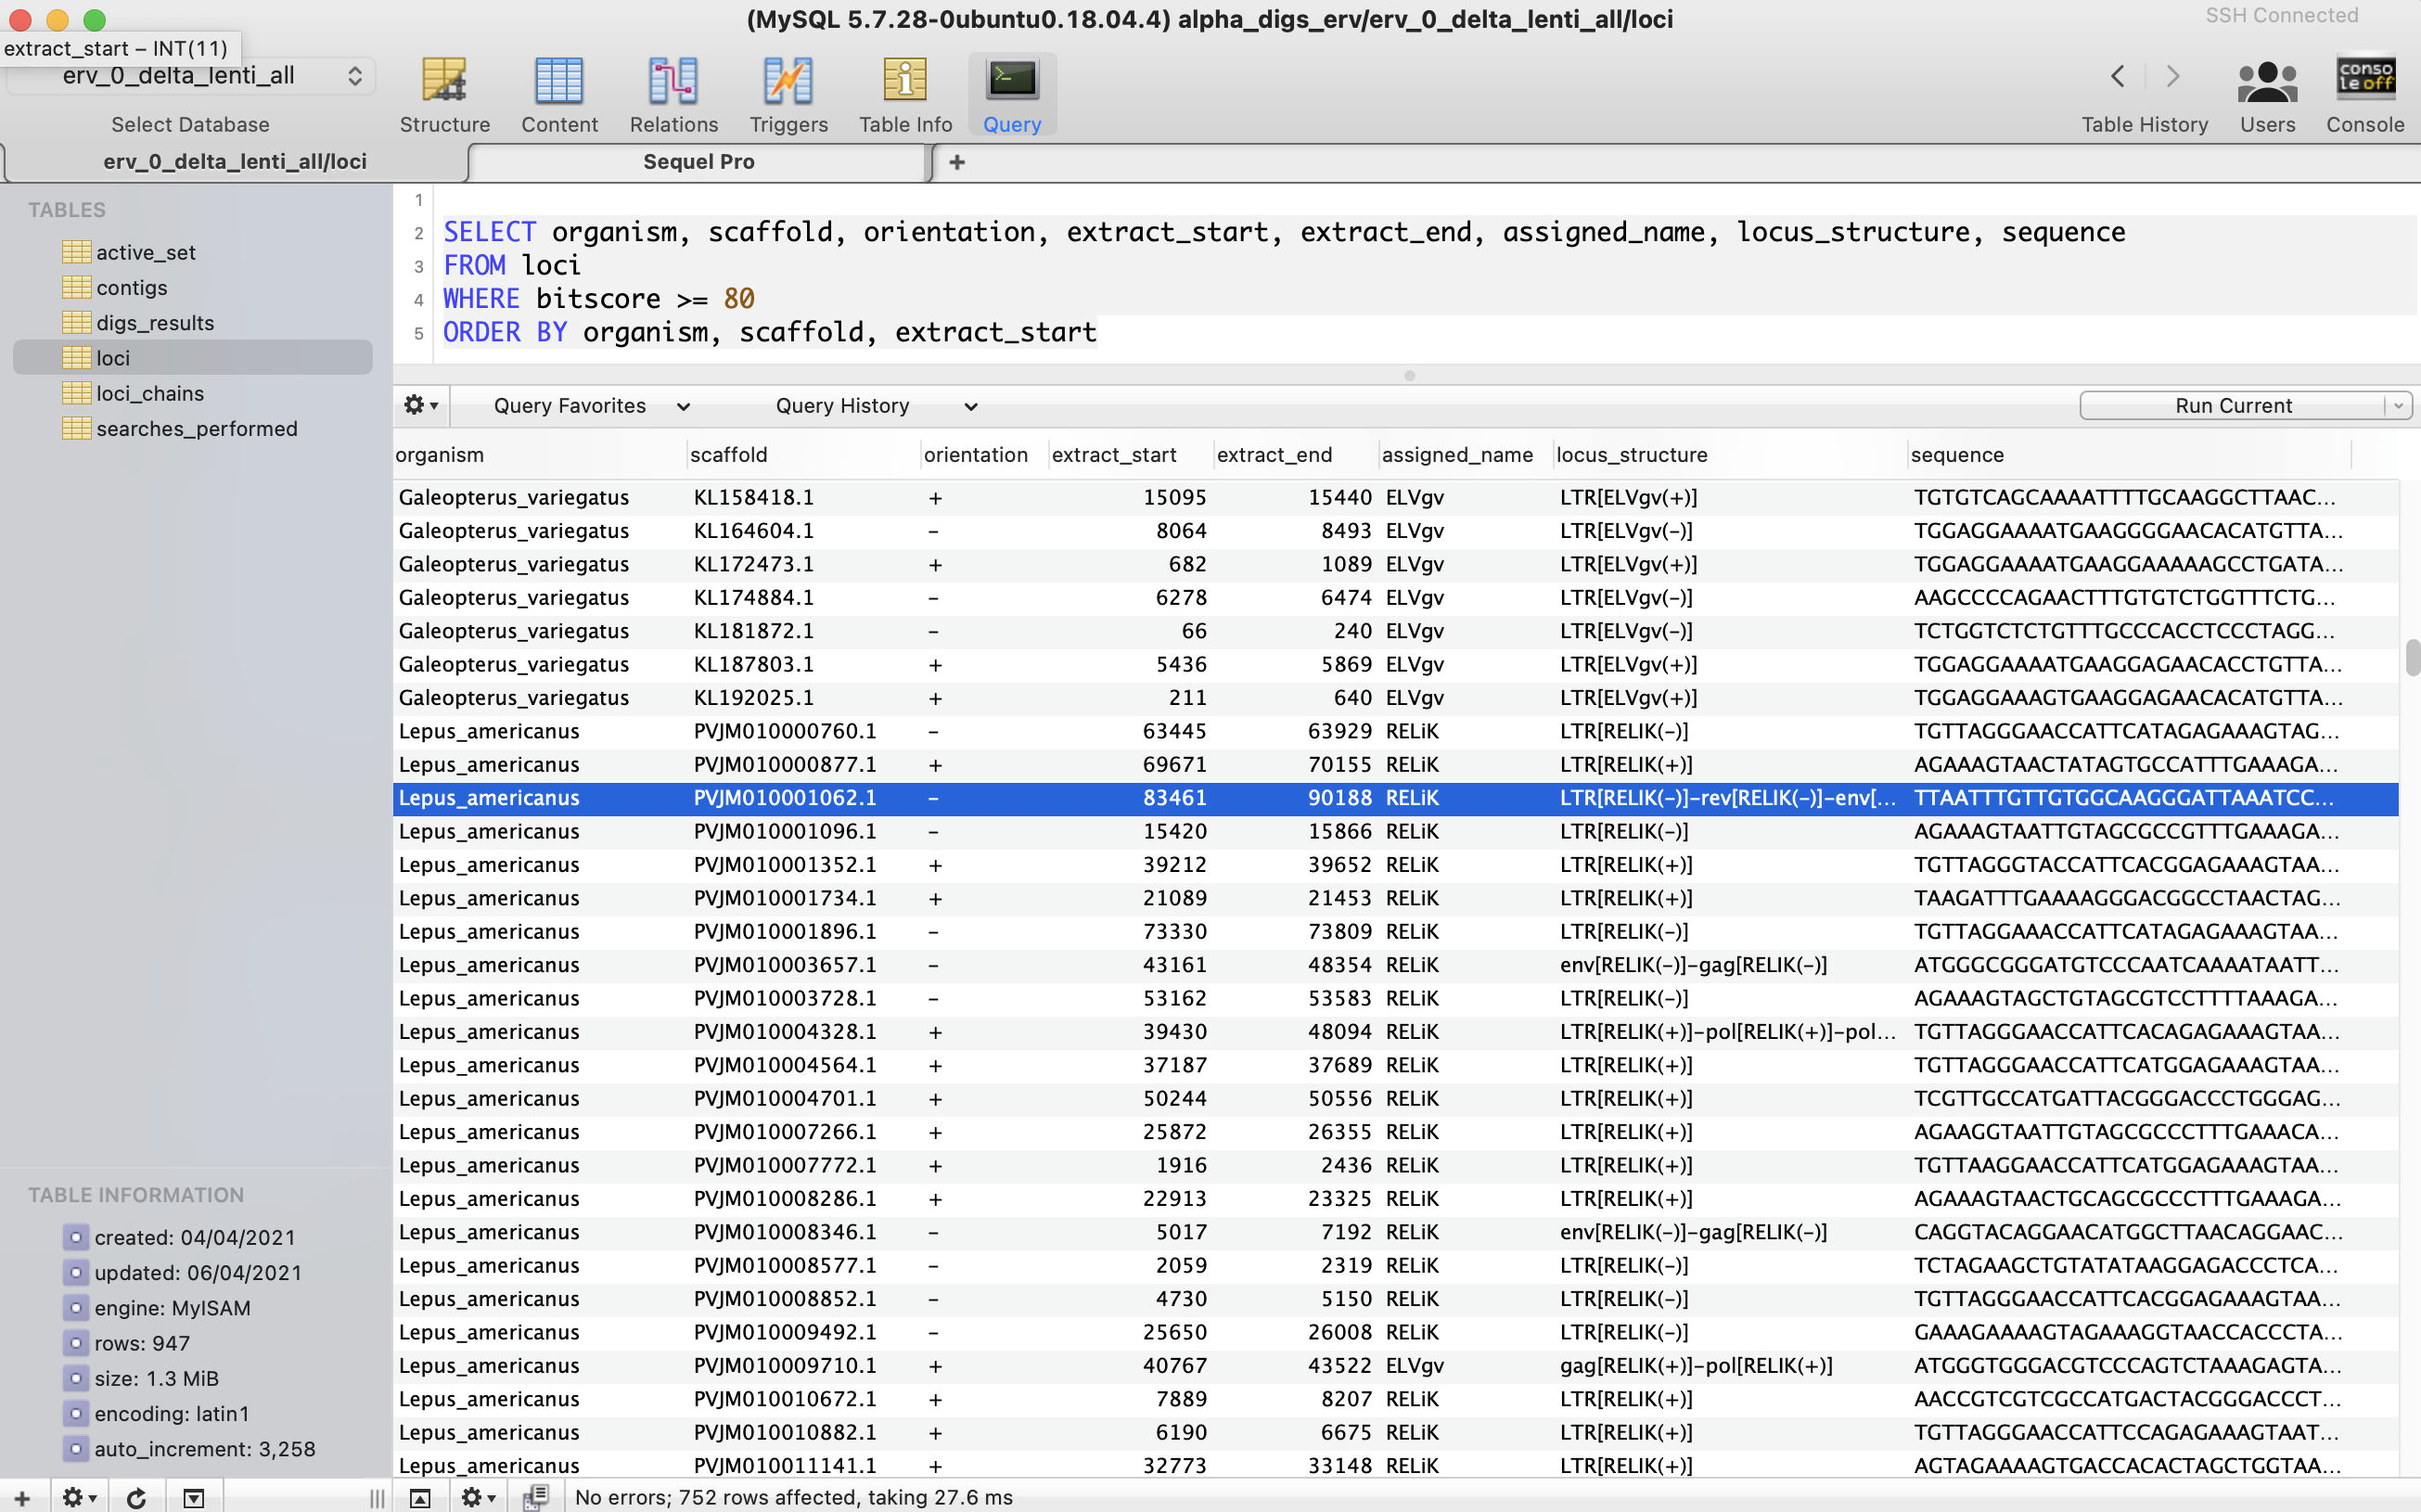 (MySQL 5.7.28-0ubuntu0.18.04.4) alpha_digs_erv/erv_0_delta_lenti_all/loci
SSH Connected
extract_start – INT(11)
erv_0_delta_lenti_all
Select Database
Structure Content Relations Triggers Table Info Query
Table History Users Console
console off
erv_0_delta_lenti_all/loci
Sequel Pro
+
TABLES
active_set
contigs
digs_results
loci
loci_chains
searches_performed
1
2 SELECT organism, scaffold, orientation, extract_start, extract_end, assigned_name, locus_structure, sequence
3 FROM loci
4 WHERE bitscore >= 80
5 ORDER BY organism, scaffold, extract_start
Query Favorites Query History Run Current
organism scaffold orientation extract_start extract_end assigned_name locus_structure sequence
Galeopterus_variegatus KL158418.1 + 15095 15440 ELVgv LTR[ELVgv(+)] TGTGTCAGCAAAATTTTGCAAGGCTTAAC...
Galeopterus_variegatus KL164604.1 – 8064 8493 ELVgv LTR[ELVgv(–)] TGGAGGAAAATGAAGGGGAACACATGTTA...
Galeopterus_variegatus KL172473.1 + 682 1089 ELVgv LTR[ELVgv(+)] TGGAGGAAAATGAAGGAAAAAGCCTGATA...
Galeopterus_variegatus KL174884.1 – 6278 6474 ELVgv LTR[ELVgv(–)] AAGCCCCAGAACTTTGTGTCTGGTTTCTG...
Galeopterus_variegatus KL181872.1 – 66 240 ELVgv LTR[ELVgv(–)] TCTGGTCTCTGTTTGCCCACCTCCCTAGG...
Galeopterus_variegatus KL187803.1 + 5436 5869 ELVgv LTR[ELVgv(+)] TGGAGGAAAATGAAGGAGAACACCTGTTA...
Galeopterus_variegatus KL192025.1 + 211 640 ELVgv LTR[ELVgv(+)] TGGAGGAAAGTGAAGGAGAACACATGTTA...
Lepus_americanus PVJM010000760.1 – 63445 63929 RELiK LTR[RELIK(–)] TGTTAGGGAACCATTCATAGAGAAAGTAG...
Lepus_americanus PVJM010000877.1 + 69671 70155 RELiK LTR[RELIK(+)] AGAAAGTAACTATAGTGCCATTTGAAAGA...
Lepus_americanus PVJM010001062.1 – 83461 90188 RELiK LTR[RELIK(–)]–rev[RELIK(–)]–env[... TTAATTTGTTGTGGCAAGGGATTAAATCC...
Lepus_americanus PVJM010001096.1 – 15420 15866 RELiK LTR[RELIK(–)] AGAAAGTAATTGTAGCGCCGTTTGAAAGA...
Lepus_americanus PVJM010001352.1 + 39212 39652 RELiK LTR[RELIK(+)] TGTTAGGGTACCATTCACGGAGAAAGTAA...
Lepus_americanus PVJM010001734.1 + 21089 21453 RELiK LTR[RELIK(+)] TAAGATTTGAAAAGGGACGGCCTAACTAG...
Lepus_americanus PVJM010001896.1 – 73330 73809 RELiK LTR[RELIK(–)] TGTTAGGAAACCATTCATAGAGAAAGTAA...
Lepus_americanus PVJM010003657.1 – 43161 48354 RELiK env[RELIK(–)]–gag[RELIK(–)] ATGGGCGGGATGTCCCAATCAAAATAATT...
Lepus_americanus PVJM010003728.1 – 53162 53583 RELiK LTR[RELIK(–)] AGAAAGTAGCTGTAGCGTCCTTTTAAAGA...
Lepus_americanus PVJM010004328.1 + 39430 48094 RELiK LTR[RELIK(+)]–pol[RELIK(+)]–pol... TGTTAGGGAACCATTCACAGAGAAAGTAA...
Lepus_americanus PVJM010004564.1 + 37187 37689 RELiK LTR[RELIK(+)] TGTTAGGGAACCATTCATGGAGAAAGTAA...
Lepus_americanus PVJM010004701.1 + 50244 50556 RELiK LTR[RELIK(+)] TCGTTGCCATGATTACGGGACCCTGGGAG...
Lepus_americanus PVJM010007266.1 + 25872 26355 RELiK LTR[RELIK(+)] AGAAGGTAATTGTAGCGCCCTTTGAAACA...
Lepus_americanus PVJM010007772.1 + 1916 2436 RELiK LTR[RELIK(+)] TGTTAAGGAACCATTCATGGAGAAAGTAA...
Lepus_americanus PVJM010008286.1 + 22913 23325 RELiK LTR[RELIK(+)] AGAAAGTAACTGCAGCGCCCTTTGAAAGA...
Lepus_americanus PVJM010008346.1 – 5017 7192 RELiK env[RELIK(–)]–gag[RELIK(–)] CAGGTACAGGAACATGGCTTAACAGGAAC...
Lepus_americanus PVJM010008577.1 – 2059 2319 RELiK LTR[RELIK(–)] TCTAGAAGCTGTATATAAGGAGACCCTCA...
Lepus_americanus PVJM010008852.1 – 4730 5150 RELiK LTR[RELIK(–)] TGTTAGGGAACCATTCACGGAGAAAGTAA...
Lepus_americanus PVJM010009492.1 – 25650 26008 RELiK LTR[RELIK(–)] GAAAGAAAAGTAGAAAGGTAACCACCCTA...
Lepus_americanus PVJM010009710.1 + 40767 43522 ELVgv gag[RELIK(+)]–pol[RELIK(+)] ATGGGTGGGACGTCCCAGTCTAAAGAGTA...
Lepus_americanus PVJM010010672.1 + 7889 8207 RELiK LTR[RELIK(+)] AACCGTCGTCGCCATGACTACGGGACCCT...
Lepus_americanus PVJM010010882.1 + 6190 6675 RELiK LTR[RELIK(+)] TGTTAGGGAACCATTCCAGAGAAAGTAAT...
Lepus_americanus PVJM010011141.1 + 32773 33148 RELiK LTR[RELIK(+)] AGTAGAAAAGTGACCACACTAGCTGGTAA...
TABLE INFORMATION
created: 04/04/2021
updated: 06/04/2021
engine: MyISAM
rows: 947
size: 1.3 MiB
encoding: latin1
auto_increment: 3,258
No errors; 752 rows affected, taking 27.6 ms